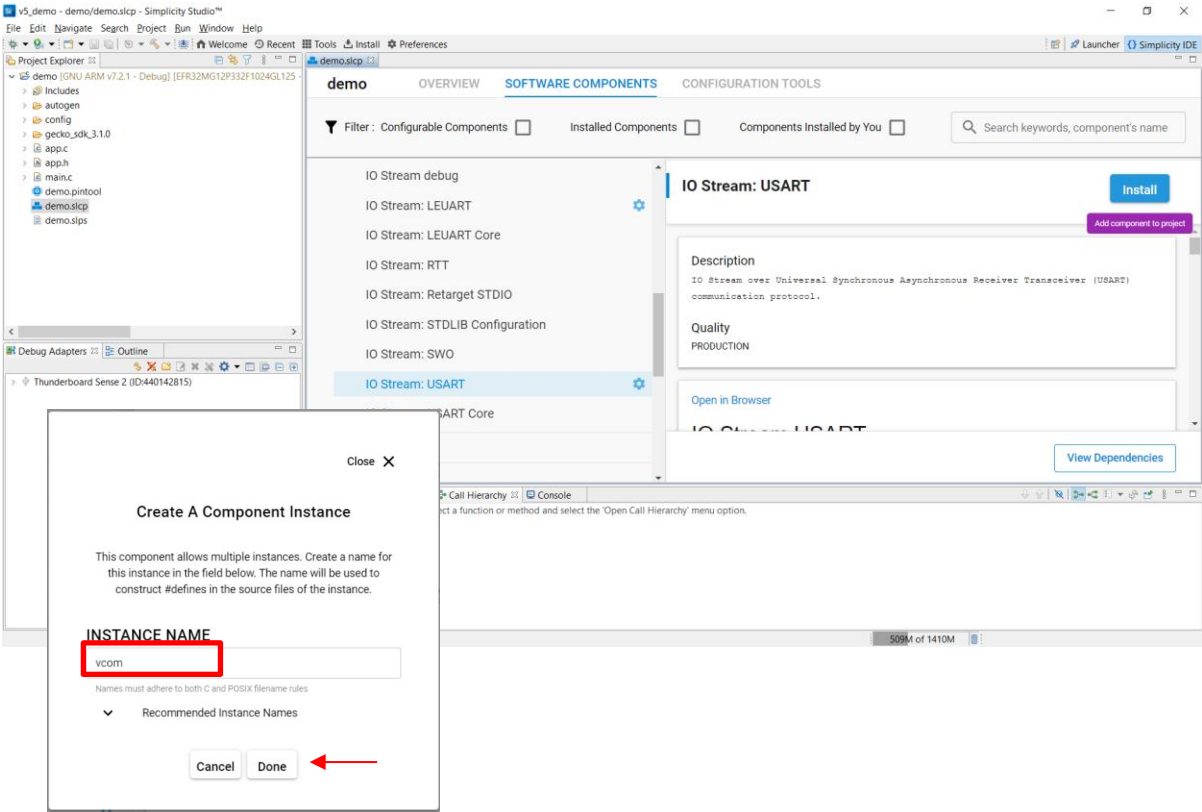 v5_demo - demo/demo.slcp - Simplicity Studio™
File Edit Navigate Search Project Run Window Help
Welcome Recent Tools Install Preferences
Launcher {} Simplicity IDE
Project Explorer
demo [GNU ARM v7.2.1 - Debug] [EFR32MG12P332F1024GL125 -
Includes
autogen
config
gecko_sdk_3.1.0
app.c
app.h
main.c
demo.pintool
demo.slcp
demo.slps
demo.slcp
demo OVERVIEW SOFTWARE COMPONENTS CONFIGURATION TOOLS
Filter : Configurable Components Installed Components Components Installed by You Search keywords, component's name
IO Stream debug
IO Stream: LEUART
IO Stream: LEUART Core
IO Stream: RTT
IO Stream: Retarget STDIO
IO Stream: STDLIB Configuration
IO Stream: SWO
IO Stream: USART
USART Core
IO Stream: USART
Install
Add component to project
Description
IO Stream over Universal Synchronous Asynchronous Receiver Transceiver (USART)
communication protocol.
Quality
PRODUCTION
Open in Browser
IO Stream USART
View Dependencies
Debug Adapters Outline
Thunderboard Sense 2 (ID:440142815)
Call Hierarchy Console
a function or method and select the 'Open Call Hierarchy' menu option.
509M of 1410M
Close
Create A Component Instance
This component allows multiple instances. Create a name for
this instance in the field below. The name will be used to
construct #defines in the source files of the instance.
INSTANCE NAME
vcom
Names must adhere to both C and POSIX filename rules
Recommended Instance Names
Cancel Done